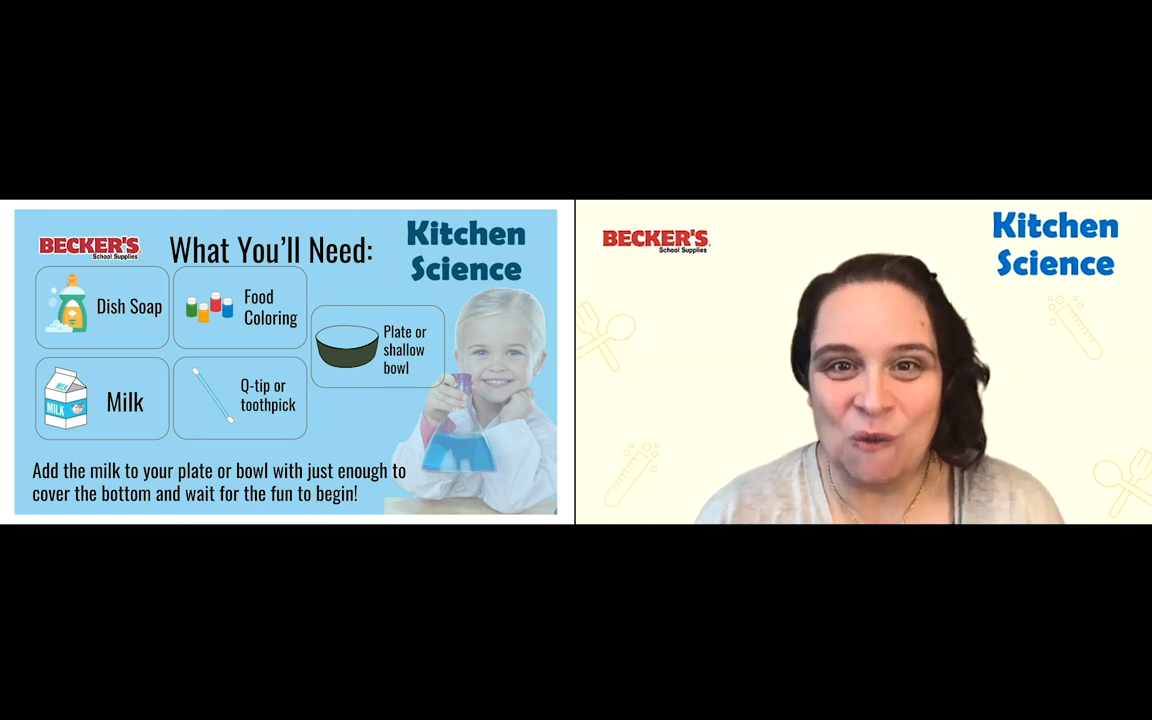 BECKER'S
School Supplies
What You'll Need:
Kitchen
Science
Dish Soap
Food
Coloring
Plate or
shallow
bowl
MILK
MILK
Milk
Q-tip or
toothpick
Add the milk to your plate or bowl with just enough to
cover the bottom and wait for the fun to begin!
BECKER'S
School Supplies
Kitchen
Science